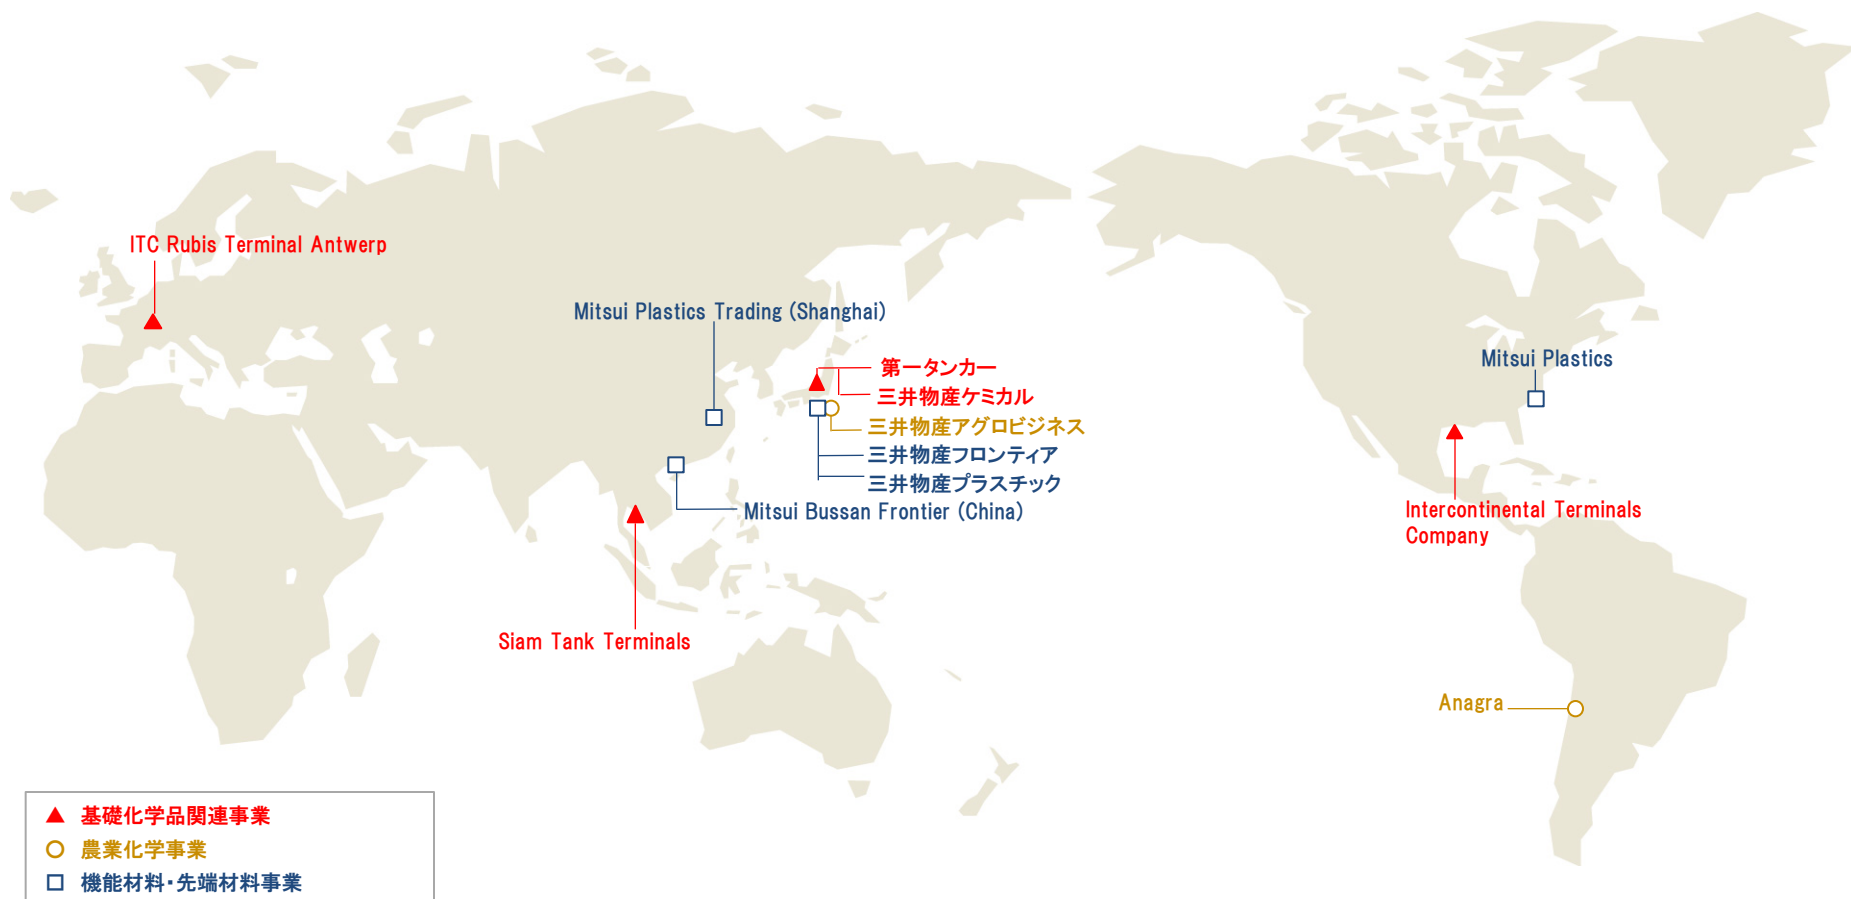 ITC Rubis Terminal Antwerp
Mitsui Plastics Trading (Shanghai)
第一タンカー
三井物産ケミカル
三井物産アグロビジネス
三井物産フロンティア
三井物産プラスチック
Mitsui Bussan Frontier (China)
Siam Tank Terminals
Mitsui Plastics
Intercontinental Terminals
Company
Anagra
基礎化学品関連事業
農業化学事業
機能材料・先端材料事業